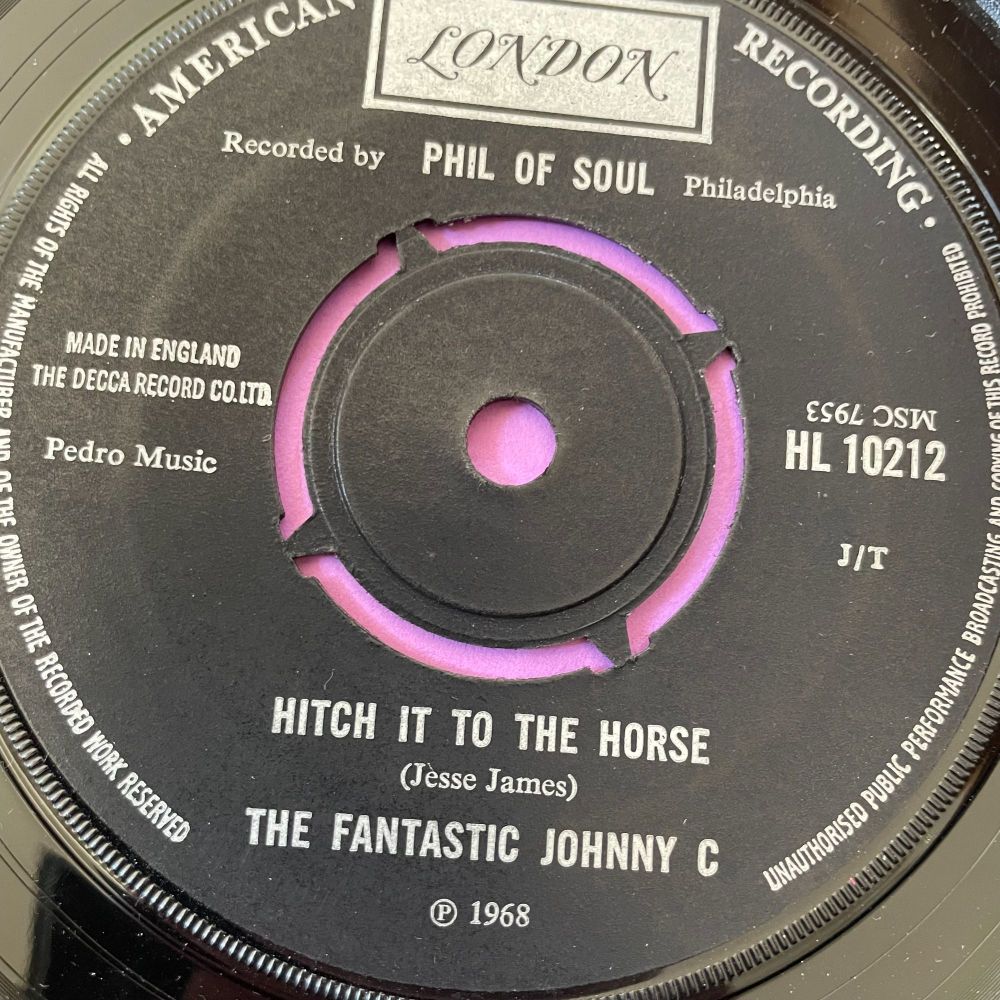 AMERICAN RECORDING
LONDON
Recorded by PHIL OF SOUL Philadelphia
MADE IN ENGLAND
THE DECCA RECORD CO. LTD.
Pedro Music
MSC 7953
HL 10212
J/T
HITCH IT TO THE HORSE
(Jesse James)
THE FANTASTIC JOHNNY C
Ⓟ 1968
ALL RIGHTS OF THE MANUFACTURER AND OF THE OWNER OF THE RECORDED WORK RESERVED
UNAUTHORISED PUBLIC PERFORMANCE BROADCASTING AND COPYING OF THIS RECORD PROHIBITED